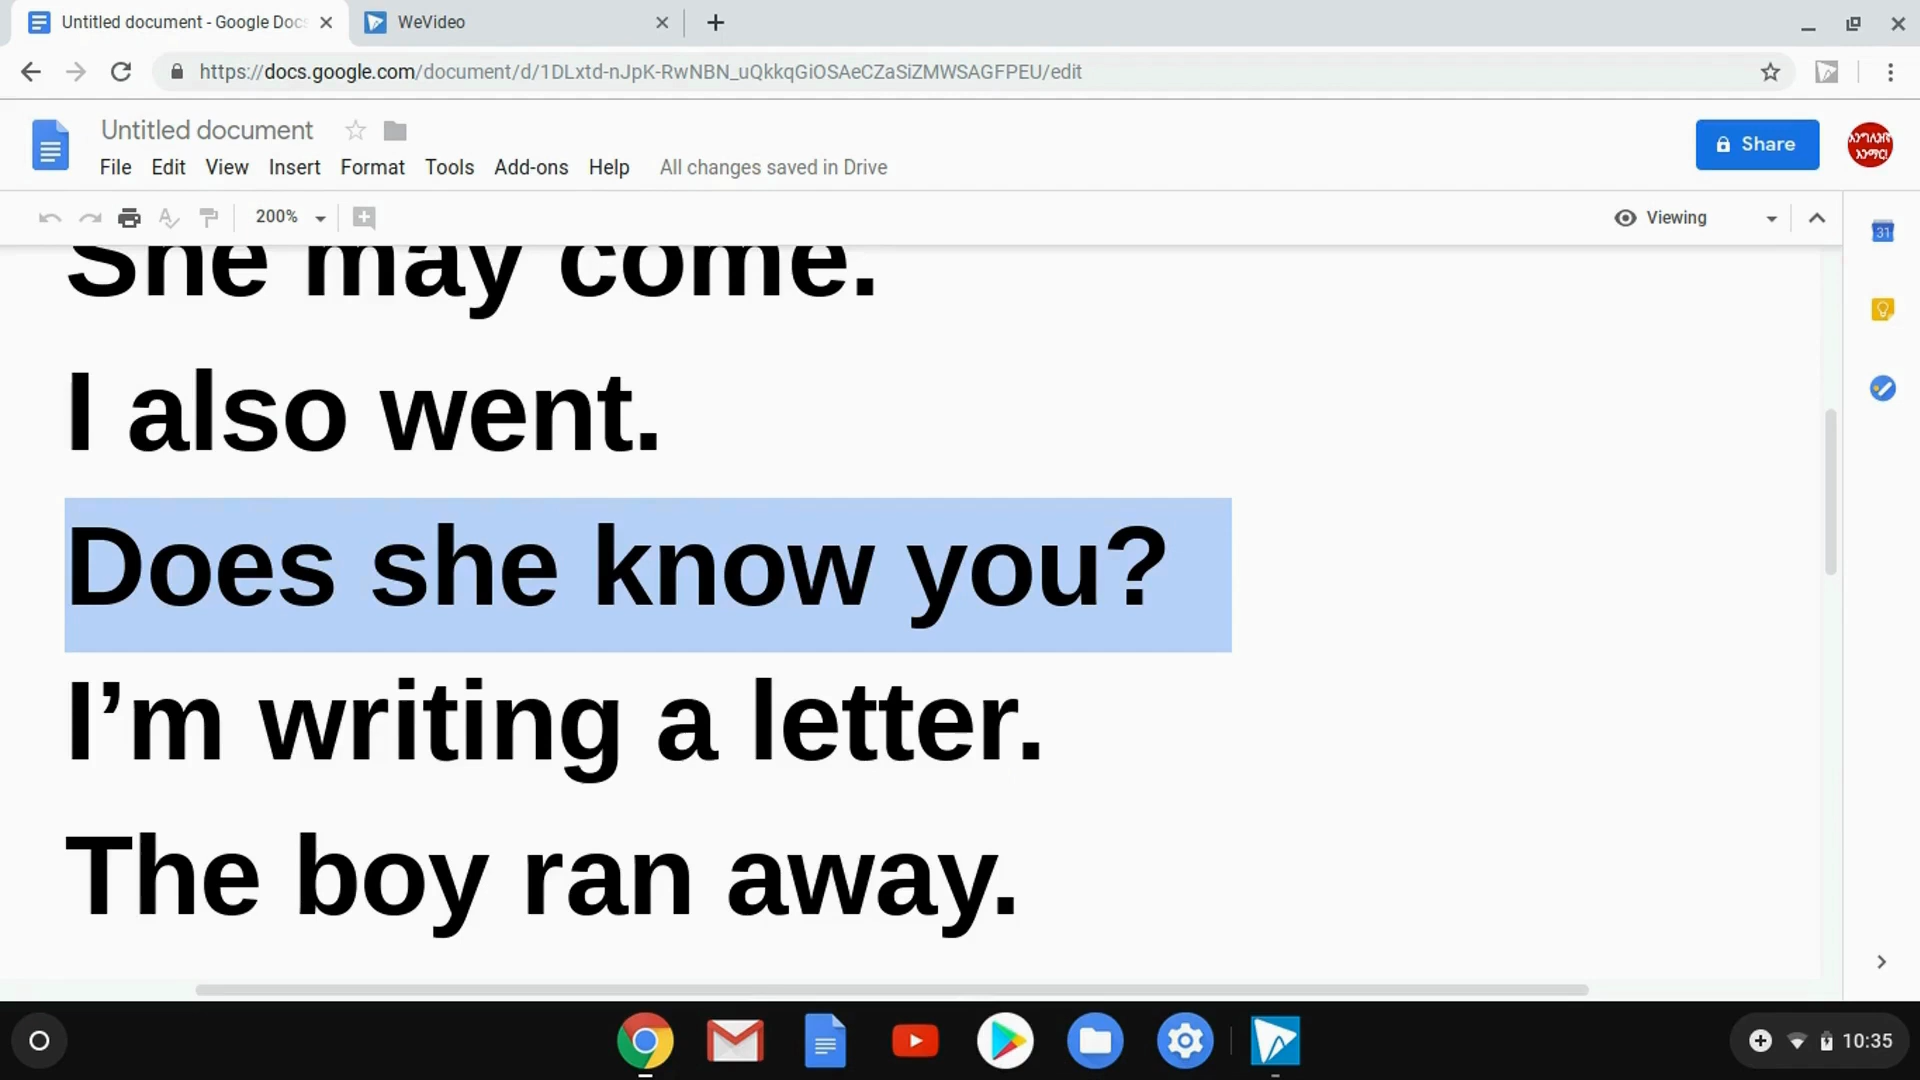 Untitled document - Google Docs
WeVideo
https://docs.google.com/document/d/1DLxtd-nJpK-RwNBN_uQkkqGiOSAeCZaSiZMWSAGFPEU/edit
Untitled document
File Edit View Insert Format Tools Add-ons Help All changes saved in Drive
Share
እንግሊዝኛ
እንማር!
200%
Viewing
31
She may come.
I also went.
Does she know you?
I’m writing a letter.
The boy ran away.
10:35